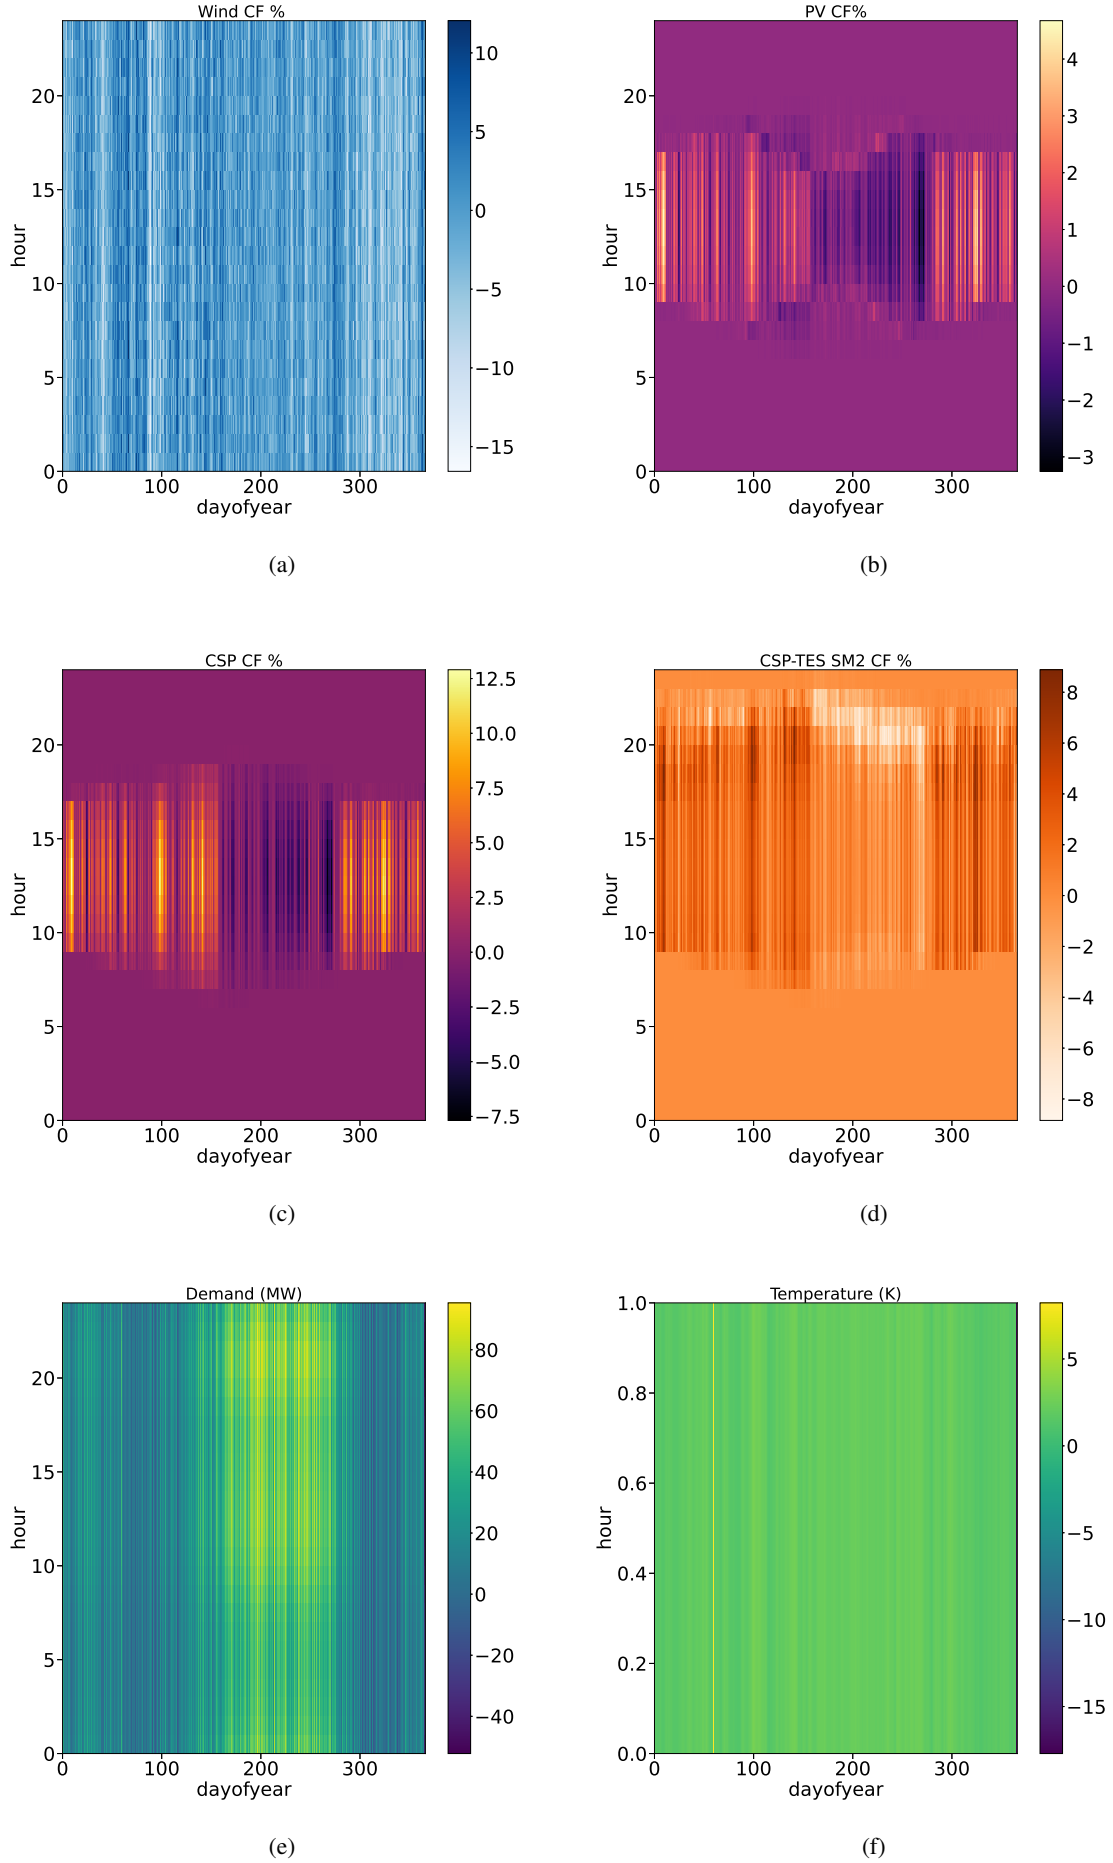 Wind CF %
PV CF%
20
15
10
5
0
hour
0 100 200 300
dayofyear
10
5
0
−5
−10
−15
20
15
10
5
0
hour
0 100 200 300
dayofyear
4
3
2
1
0
−1
−2
−3
(a)
(b)
CSP CF %
CSP-TES SM2 CF %
20
15
10
5
0
hour
0 100 200 300
dayofyear
12.5
10.0
7.5
5.0
2.5
0.0
−2.5
−5.0
−7.5
20
15
10
5
0
hour
0 100 200 300
dayofyear
8
6
4
2
0
−2
−4
−6
−8
(c)
(d)
Demand (MW)
Temperature (K)
20
15
10
5
0
hour
0 100 200 300
dayofyear
80
60
40
20
0
−20
−40
1.0
0.8
0.6
0.4
0.2
0.0
hour
0 100 200 300
dayofyear
5
0
−5
−10
−15
(e)
(f)